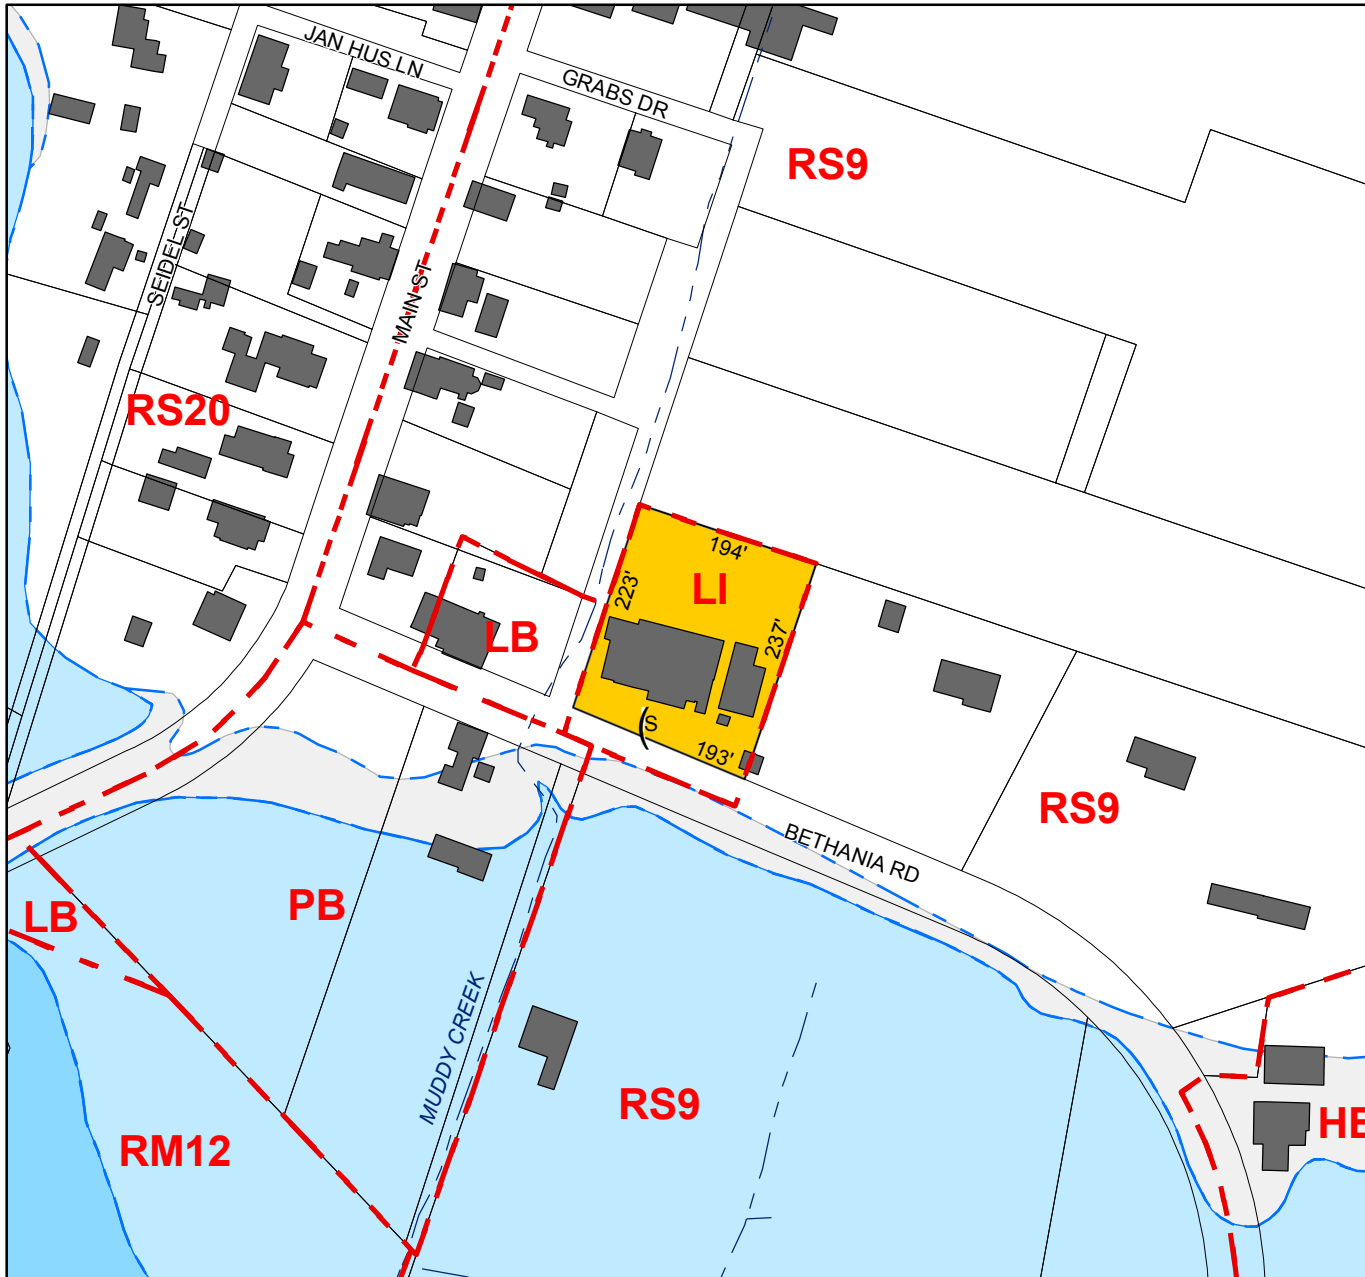 JAN HUS LN
GRABS DR
RS9
SEIDEL ST
MAIN ST
RS20
194'
223'
LI
237'
LB
(S
193'
RS9
BETHANIA RD
PB
LB
MUDDY CREEK
RS9
HB
RM12